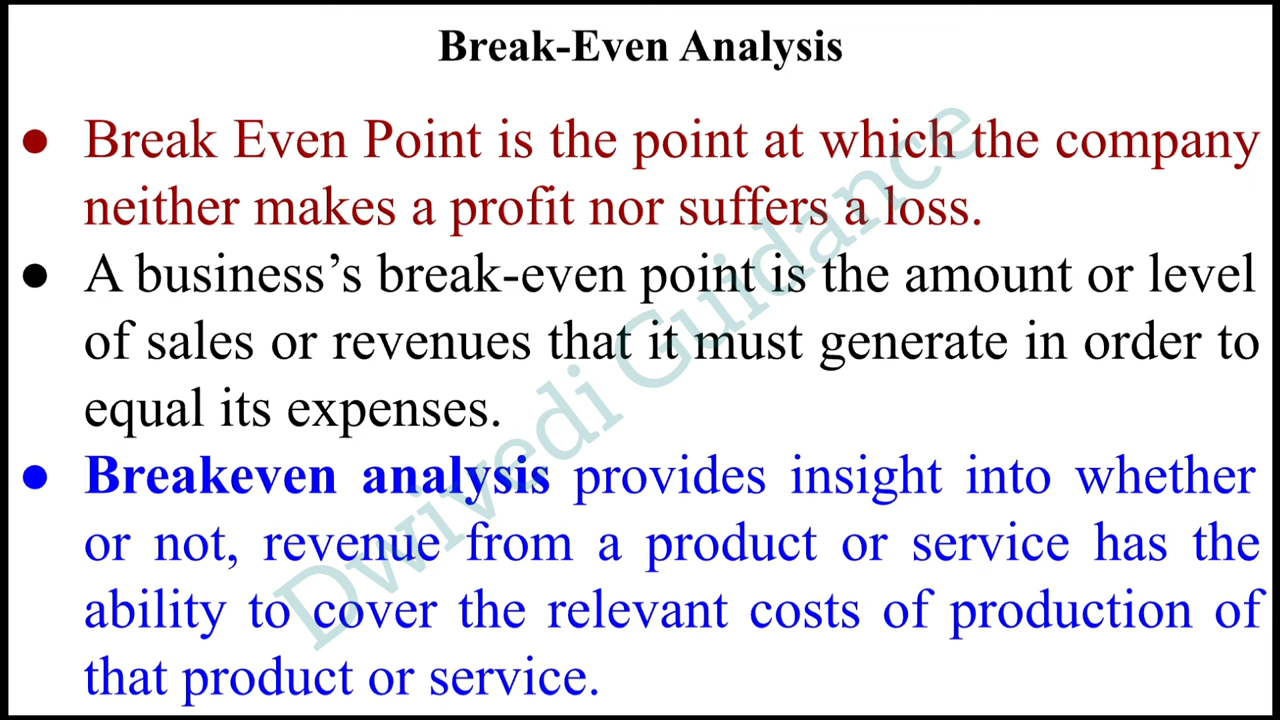 Break-Even Analysis
● Break Even Point is the point at which the company
neither makes a profit nor suffers a loss.
● A business’s break-even point is the amount or level
of sales or revenues that it must generate in order to
equal its expenses.
● Breakeven analysis provides insight into whether
or not, revenue from a product or service has the
ability to cover the relevant costs of production of
that product or service.
Dwivedi Guidance